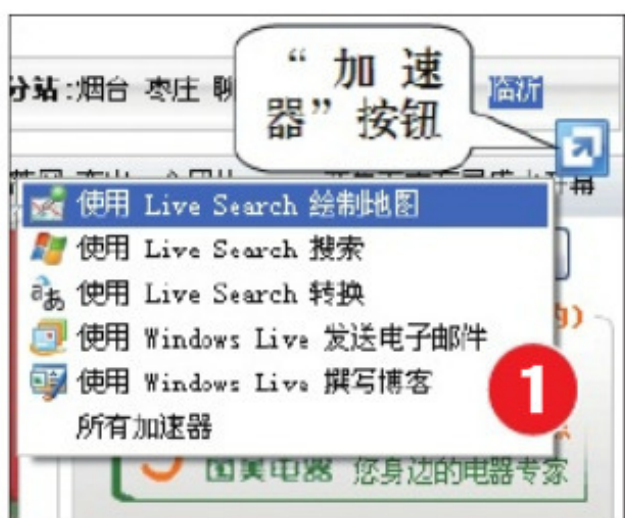 “加速
器”按钮
分站:烟台 枣庄 聊
临沂
使用 Live Search 绘制地图
使用 Live Search 搜索
使用 Live Search 转换
使用 Windows Live 发送电子邮件
使用 Windows Live 撰写博客
所有加速器
1
国美电器 您身边的电器专家